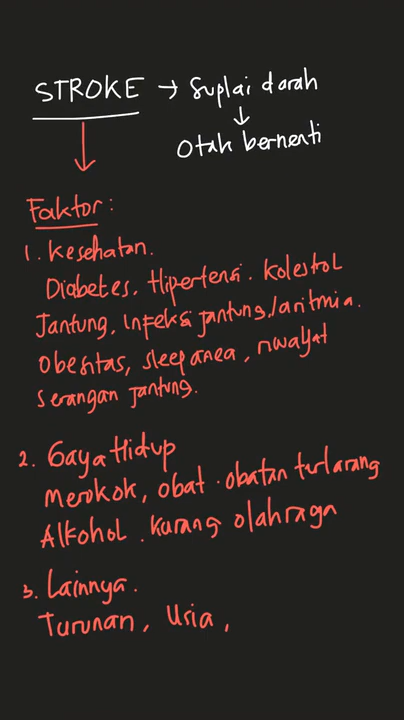 STROKE → Suplai darah
↓
Otak berhenti
Faktor :
1. Kesehatan.
Diabetes, Hipertensi. Kolestrol
Jantung, Infeksi jantung,/aritmia.
Obesitas, sleep anea, riwayat
serangan jantung.
2. Gaya Hidup
Merokok, obat - obatan terlarang
Alkohol. kurang olahraga
3. Lainnya.
Turunan, Usia,